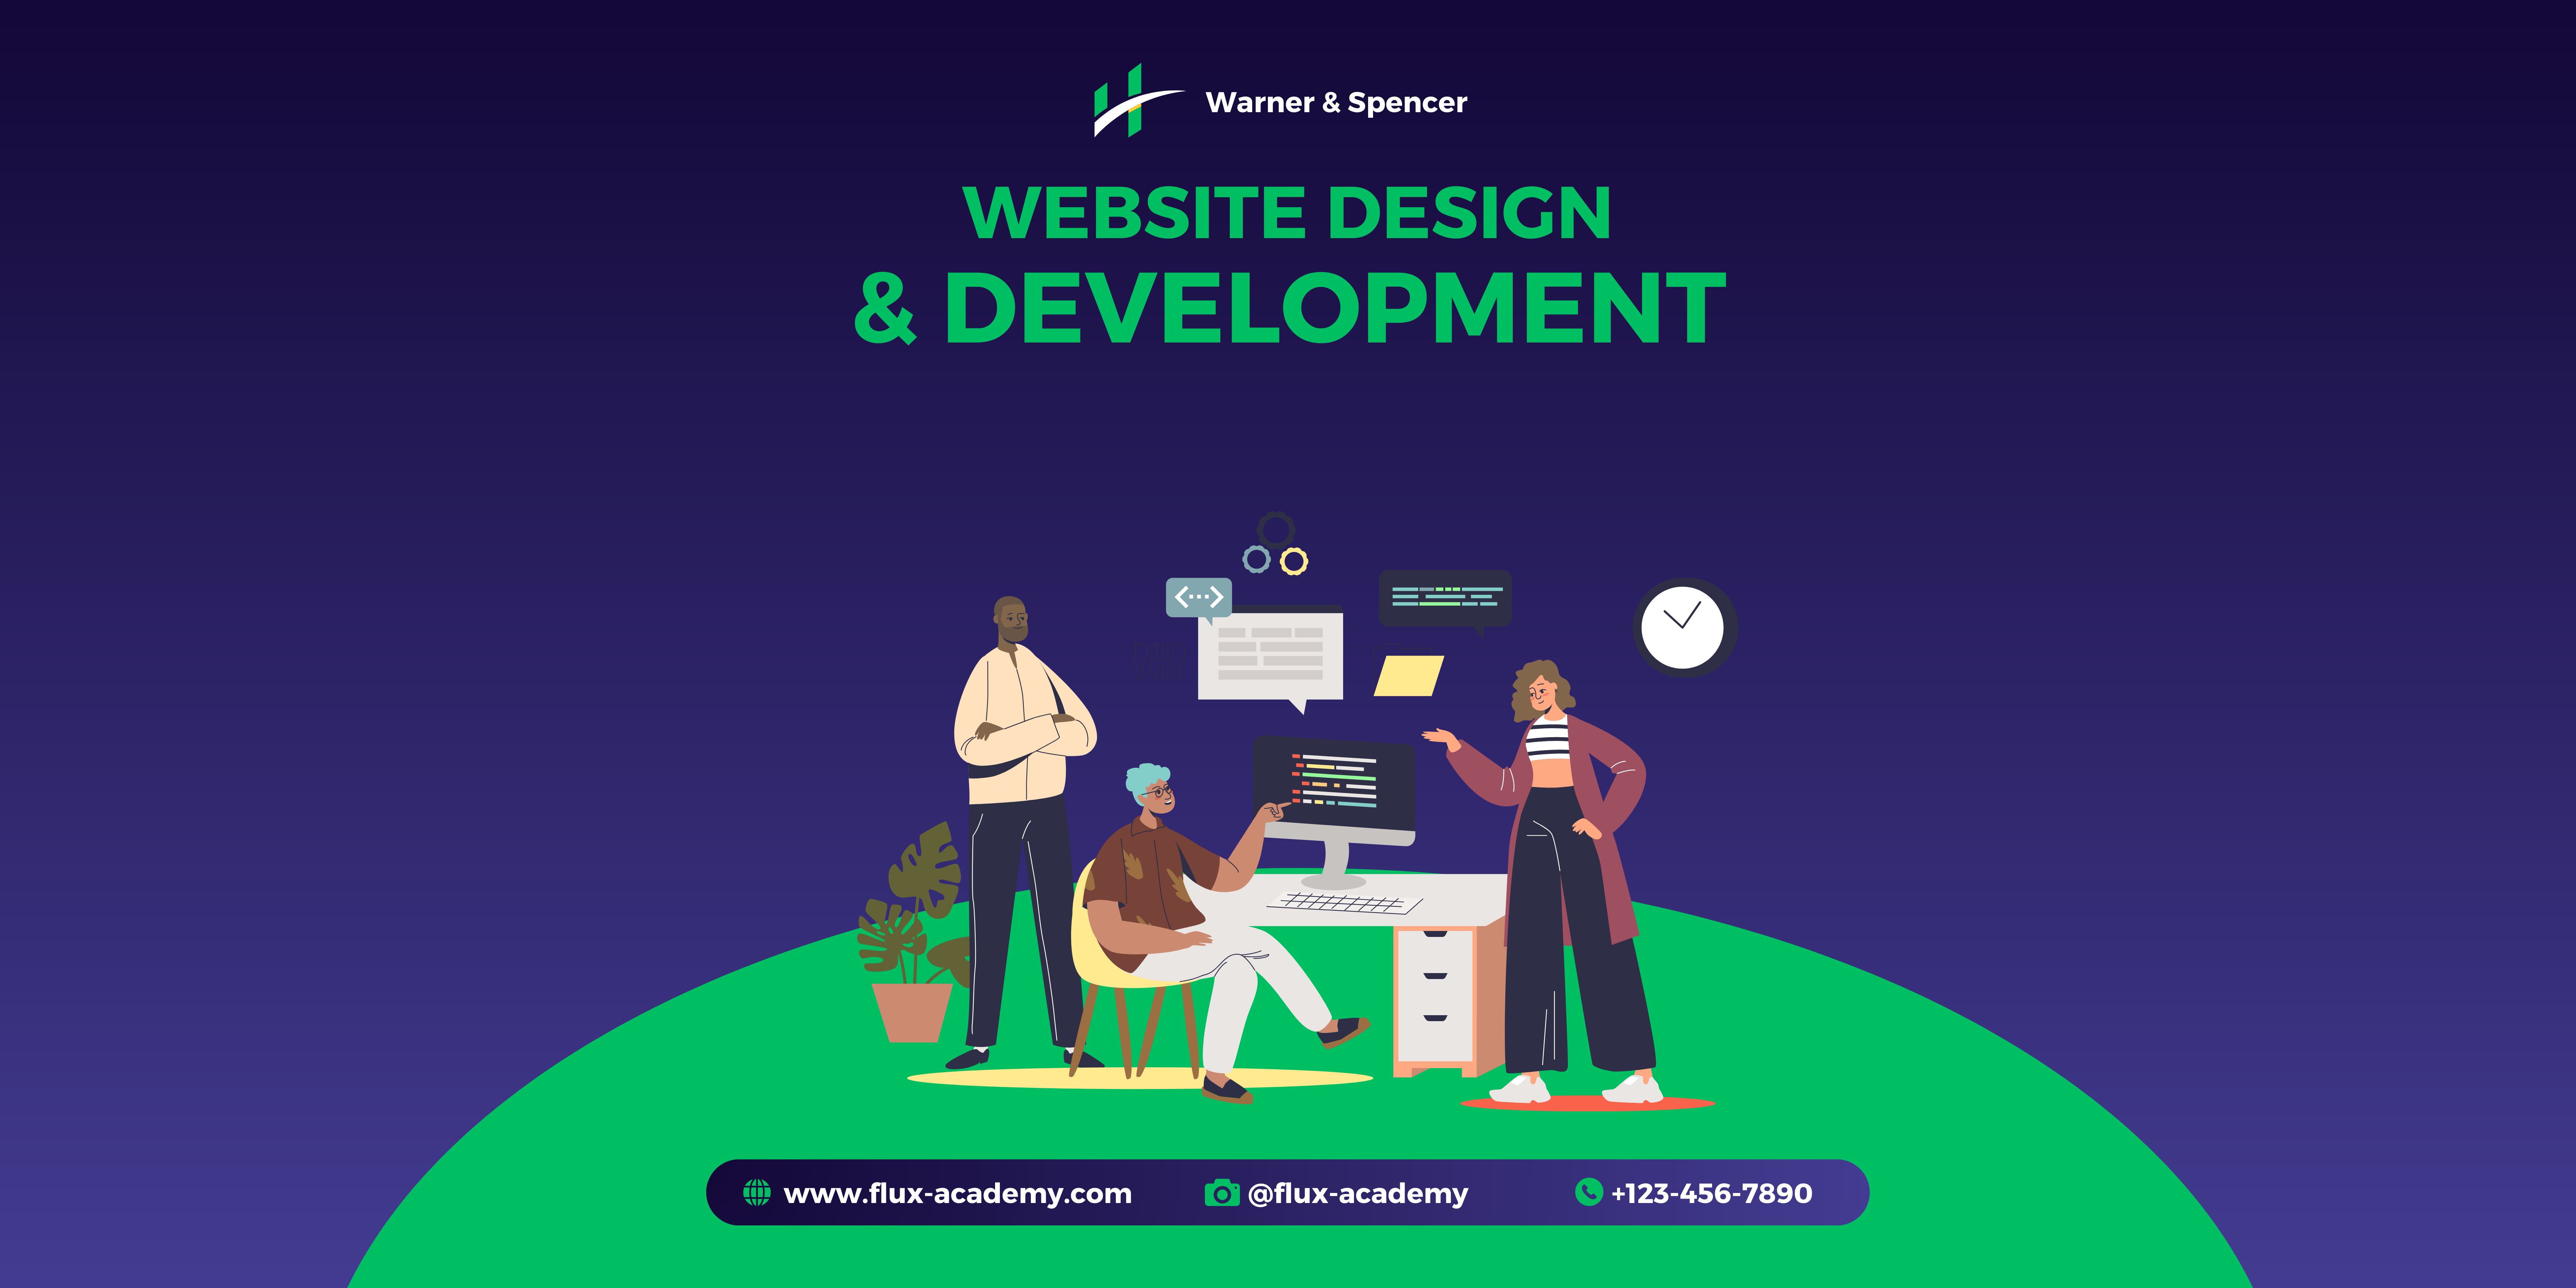 Warner & Spencer
WEBSITE DESIGN
& DEVELOPMENT
www.flux-academy.com @flux-academy +123-456-7890